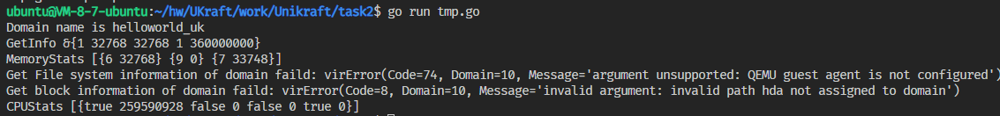 ubuntu@VM-8-7-ubuntu:~/hw/UKraft/work/Unikraft/task2$ go run tmp.go
Domain name is helloworld_uk
GetInfo &{1 32768 32768 1 360000000}
MemoryStats [{6 32768} {9 0} {7 33748}]
Get File system information of domain faild: virError(Code=74, Domain=10, Message='argument unsupported: QEMU guest agent is not configured')
Get block information of domain faild: virError(Code=8, Domain=10, Message='invalid argument: invalid path hda not assigned to domain')
CPUStats [{true 259590928 false 0 false 0 true 0}]